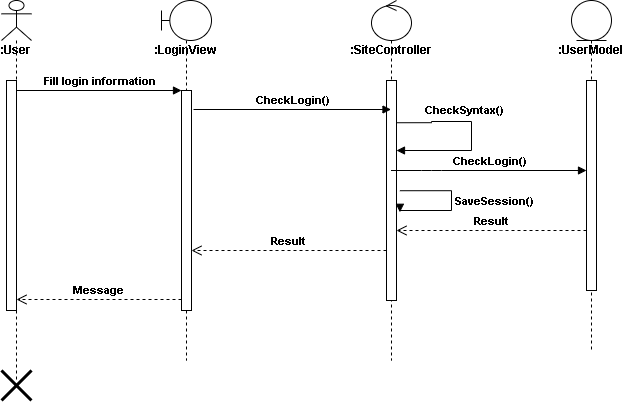 :User
:LoginView
:SiteController
:UserModel
Fill login information
CheckLogin()
CheckSyntax()
CheckLogin()
SaveSession()
Result
Result
Message